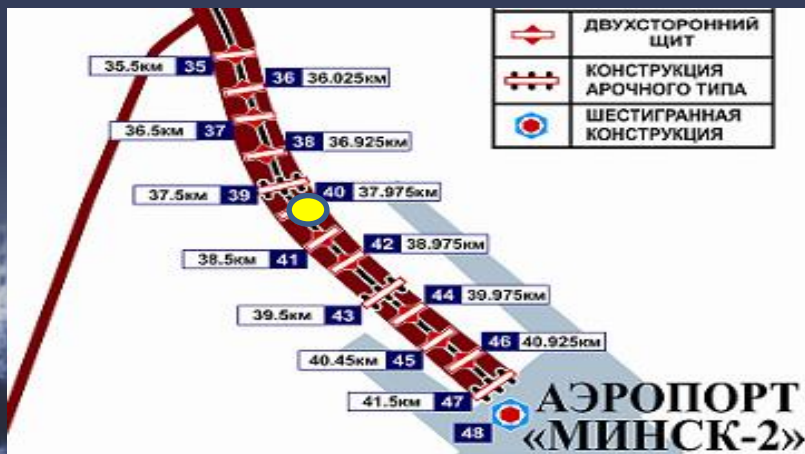 ДВУХСТОРОННИЙ
ЩИТ
КОНСТРУКЦИЯ
АРОЧНОГО ТИПА
ШЕСТИГРАННАЯ
КОНСТРУКЦИЯ
35.5км 35
36 36.025км
36.5км 37
38 36.925км
37.5км 39
40 37.975км
38.5км 41
42 38.975км
39.5км 43
44 39.975км
40.45км 45
46 40.925км
41.5км 47
48
АЭРОПОРТ
«МИНСК-2»